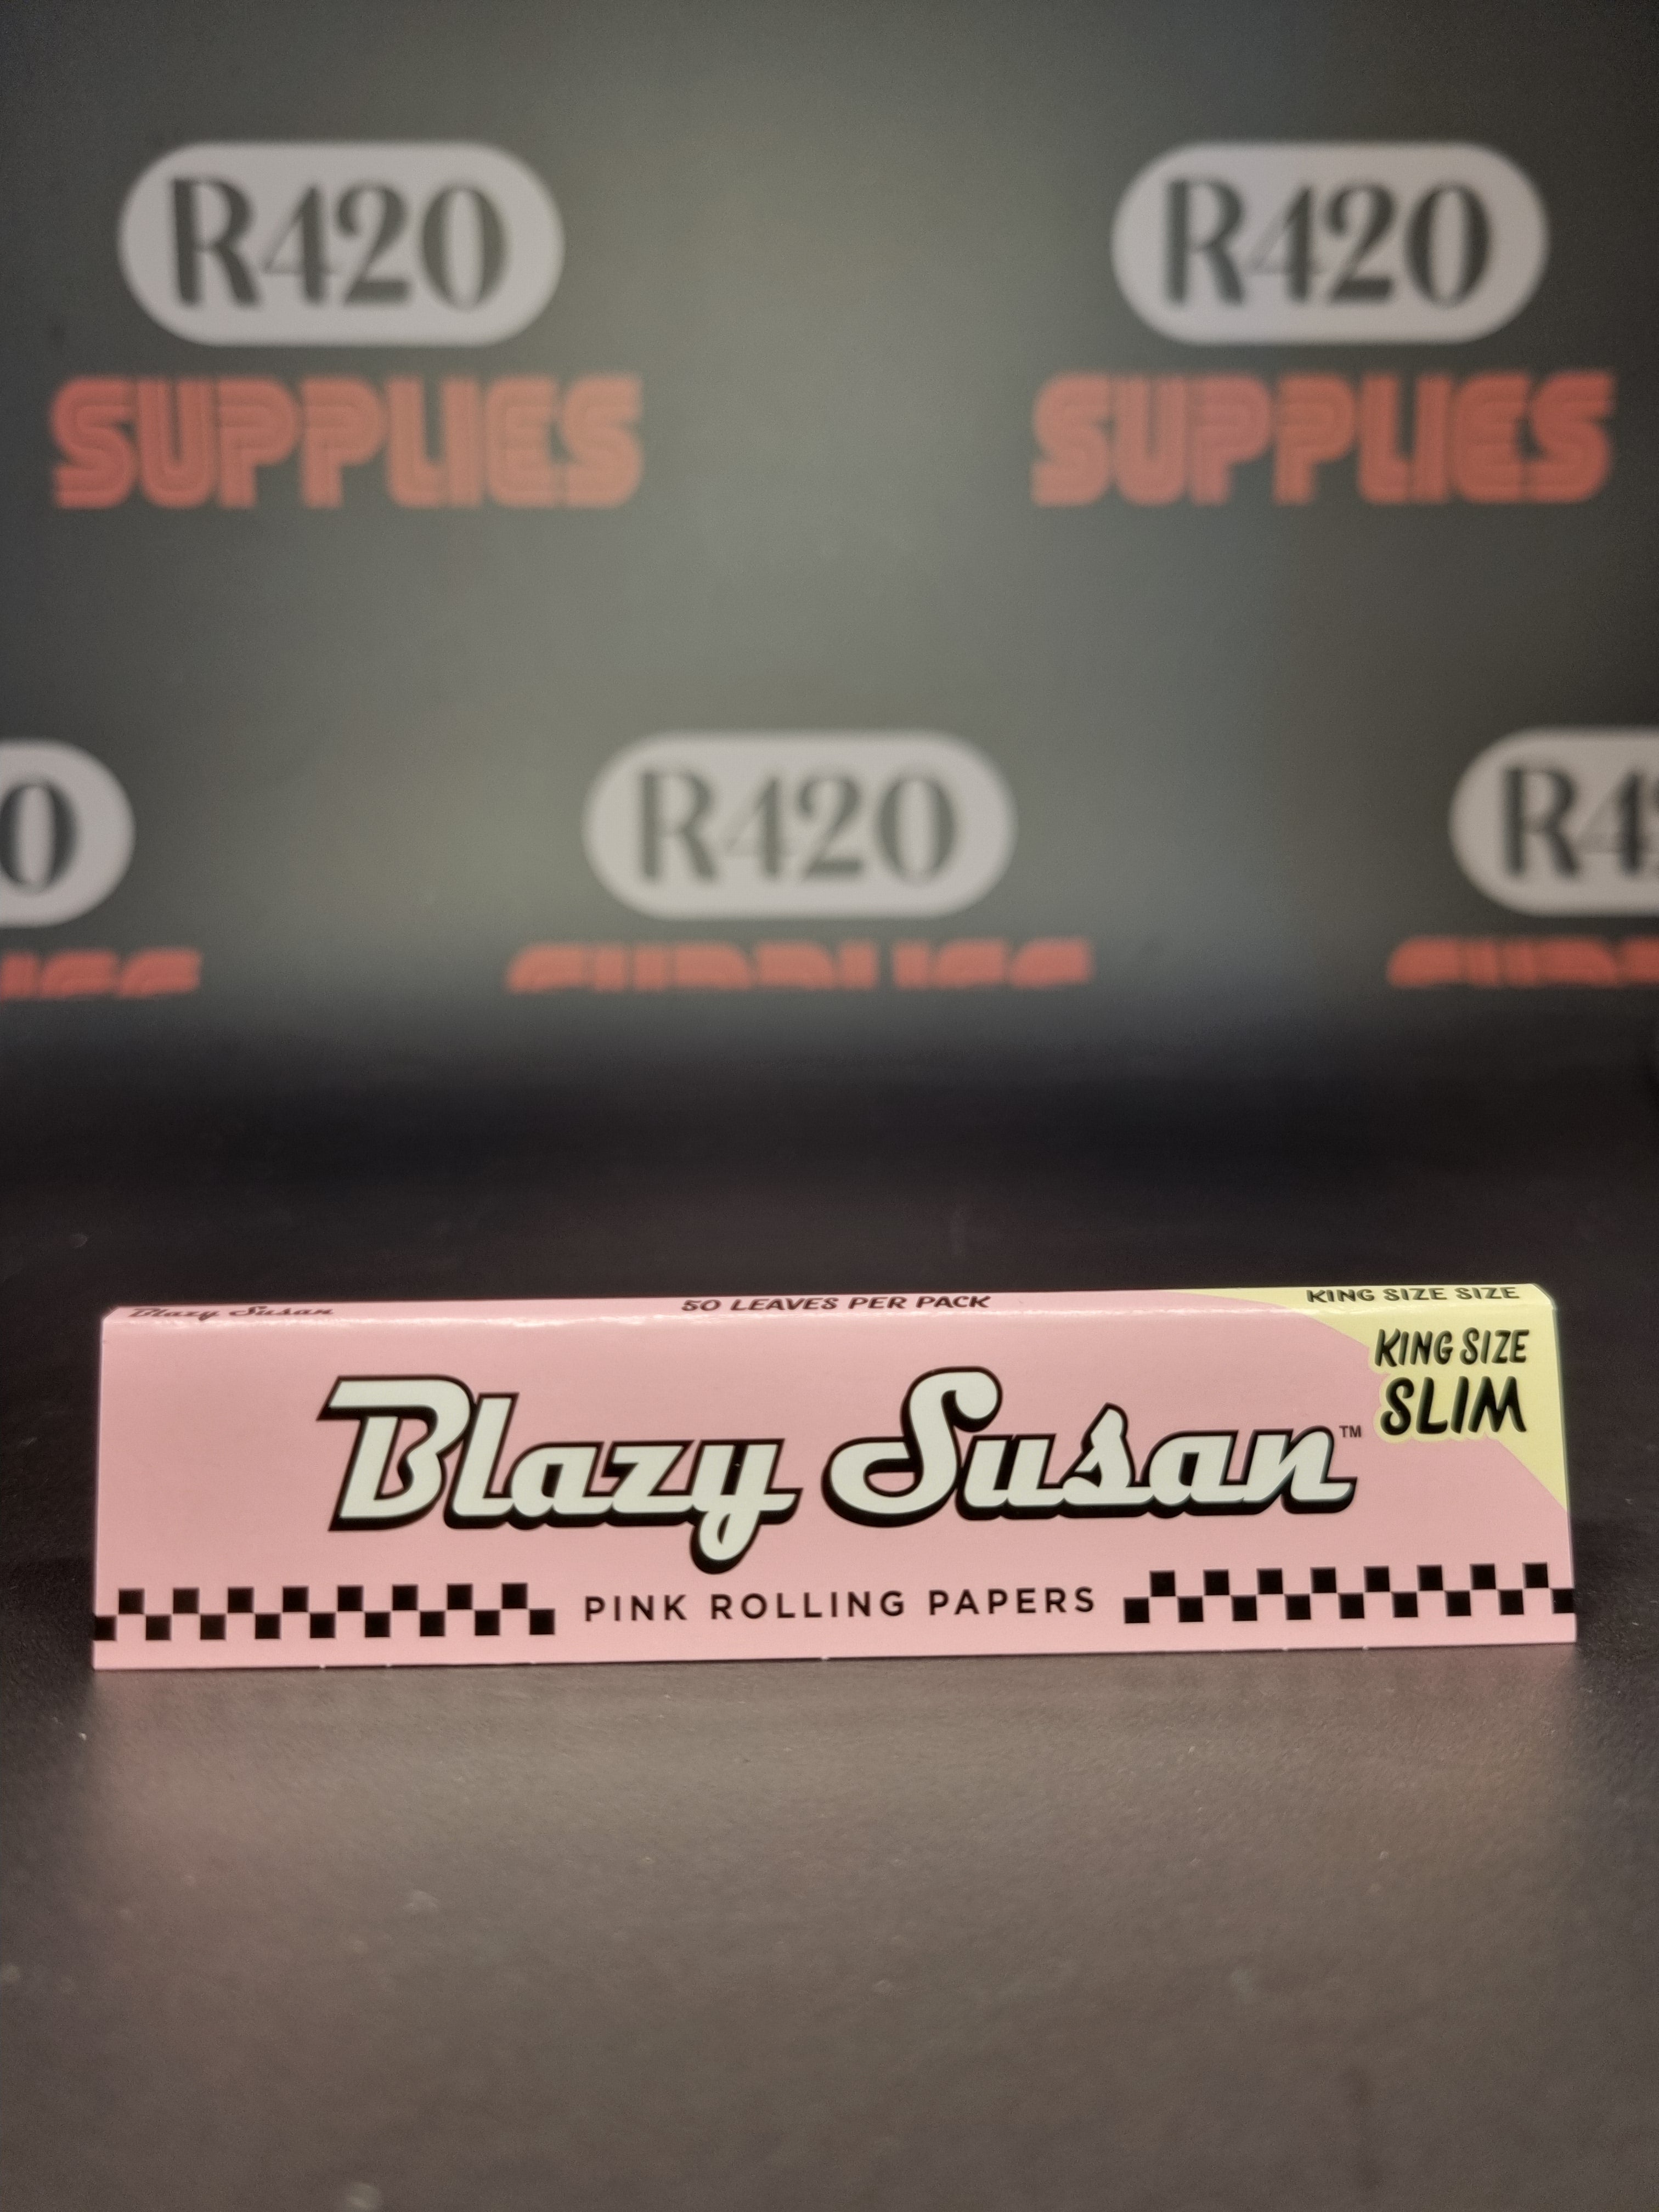 R420
R420
SUPPLIES
SUPPLIES
R420
SUPPLIES
Blazy Susan
50 LEAVES PER PACK
KING SIZE SIZE
KING SIZE
SLIM
Blazy Susan™
PINK ROLLING PAPERS